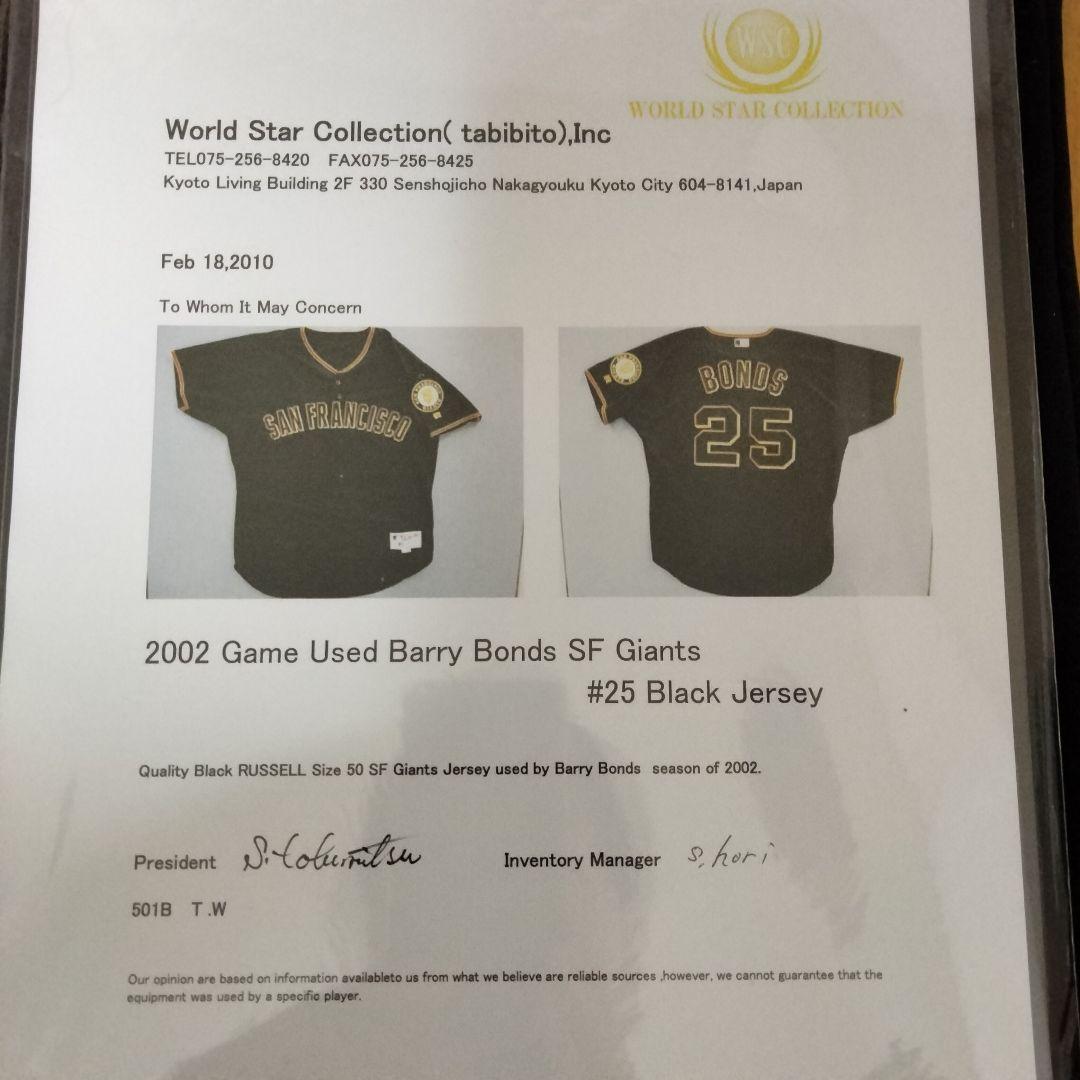 WSC
WORLD STAR COLLECTION
World Star Collection( tabibito),Inc
TEL075-256-8420 FAX075-256-8425
Kyoto Living Building 2F 330 Senshojicho Nakagyouku Kyoto City 604-8141,Japan
Feb 18,2010
To Whom It May Concern
SAN FRANCISCO
BONDS
25
2002 Game Used Barry Bonds SF Giants
#25 Black Jersey
Quality Black RUSSELL Size 50 SF Giants Jersey used by Barry Bonds season of 2002.
President S. tokumitsu Inventory Manager s, hori
501B T .W
Our opinion are based on information availableto us from what we believe are reliable sources ,however, we cannot guarantee that the
equipment was used by a specific player.